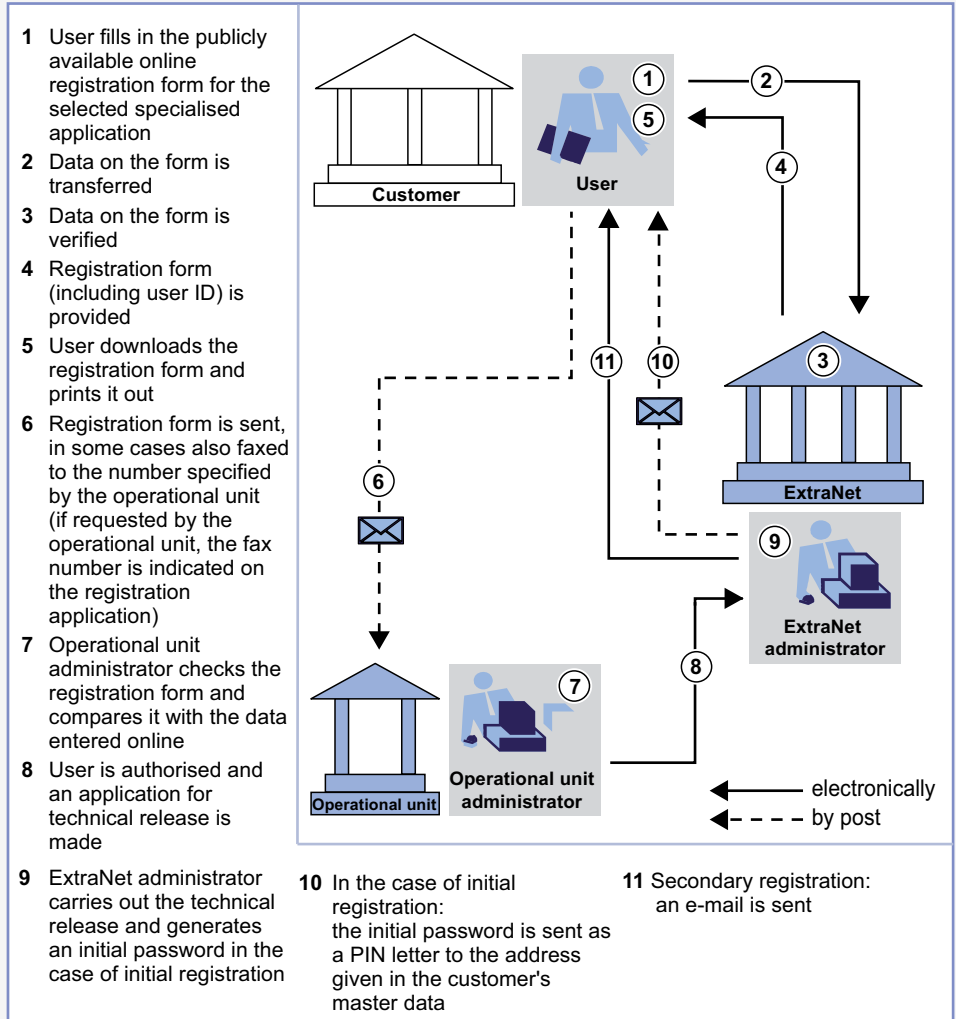 1 User fills in the publicly
available online
registration form for the
selected specialised
application
2 Data on the form is
transferred
3 Data on the form is
verified
4 Registration form
(including user ID) is
provided
5 User downloads the
registration form and
prints it out
6 Registration form is sent,
in some cases also faxed
to the number specified
by the operational unit
(if requested by the
operational unit, the fax
number is indicated on
the registration
application)
7 Operational unit
administrator checks the
registration form and
compares it with the data
entered online
8 User is authorised and
an application for
technical release is
made
9 ExtraNet administrator
carries out the technical
release and generates
an initial password in the
case of initial registration
10 In the case of initial
registration:
the initial password is sent as
a PIN letter to the address
given in the customer's
master data
11 Secondary registration:
an e-mail is sent
Customer
1
5
User
2
4
3
ExtraNet
11
10
6
9
ExtraNet
administrator
8
7
Operational unit
Operational unit
administrator
electronically
by post